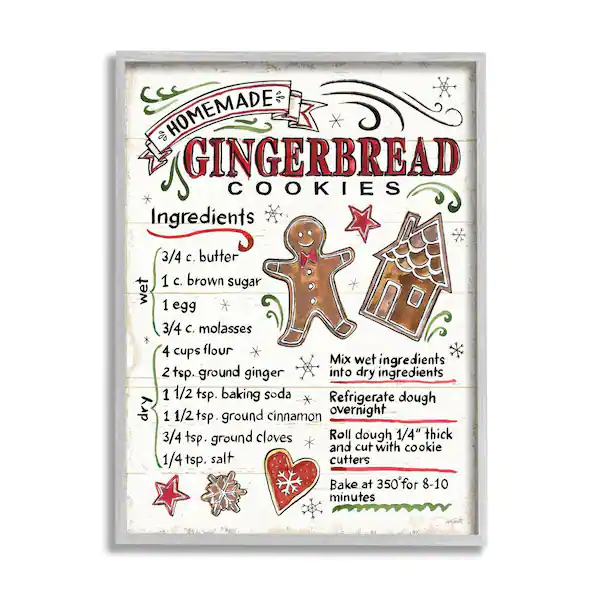 HOMEMADE
GINGERBREAD
COOKIES
Ingredients
wet
3/4 c. butter
1 c. brown sugar
1 egg
3/4 c. molasses
dry
4 cups flour
2 tsp. ground ginger
1 1/2 tsp. baking soda
1 1/2 tsp. ground cinnamon
3/4 tsp. ground cloves
1/4 tsp. salt
Mix wet ingredients
into dry ingredients
Refrigerate dough
overnight
Roll dough 1/4" thick
and cut with cookie
cutters
Bake at 350° for 8-10
minutes